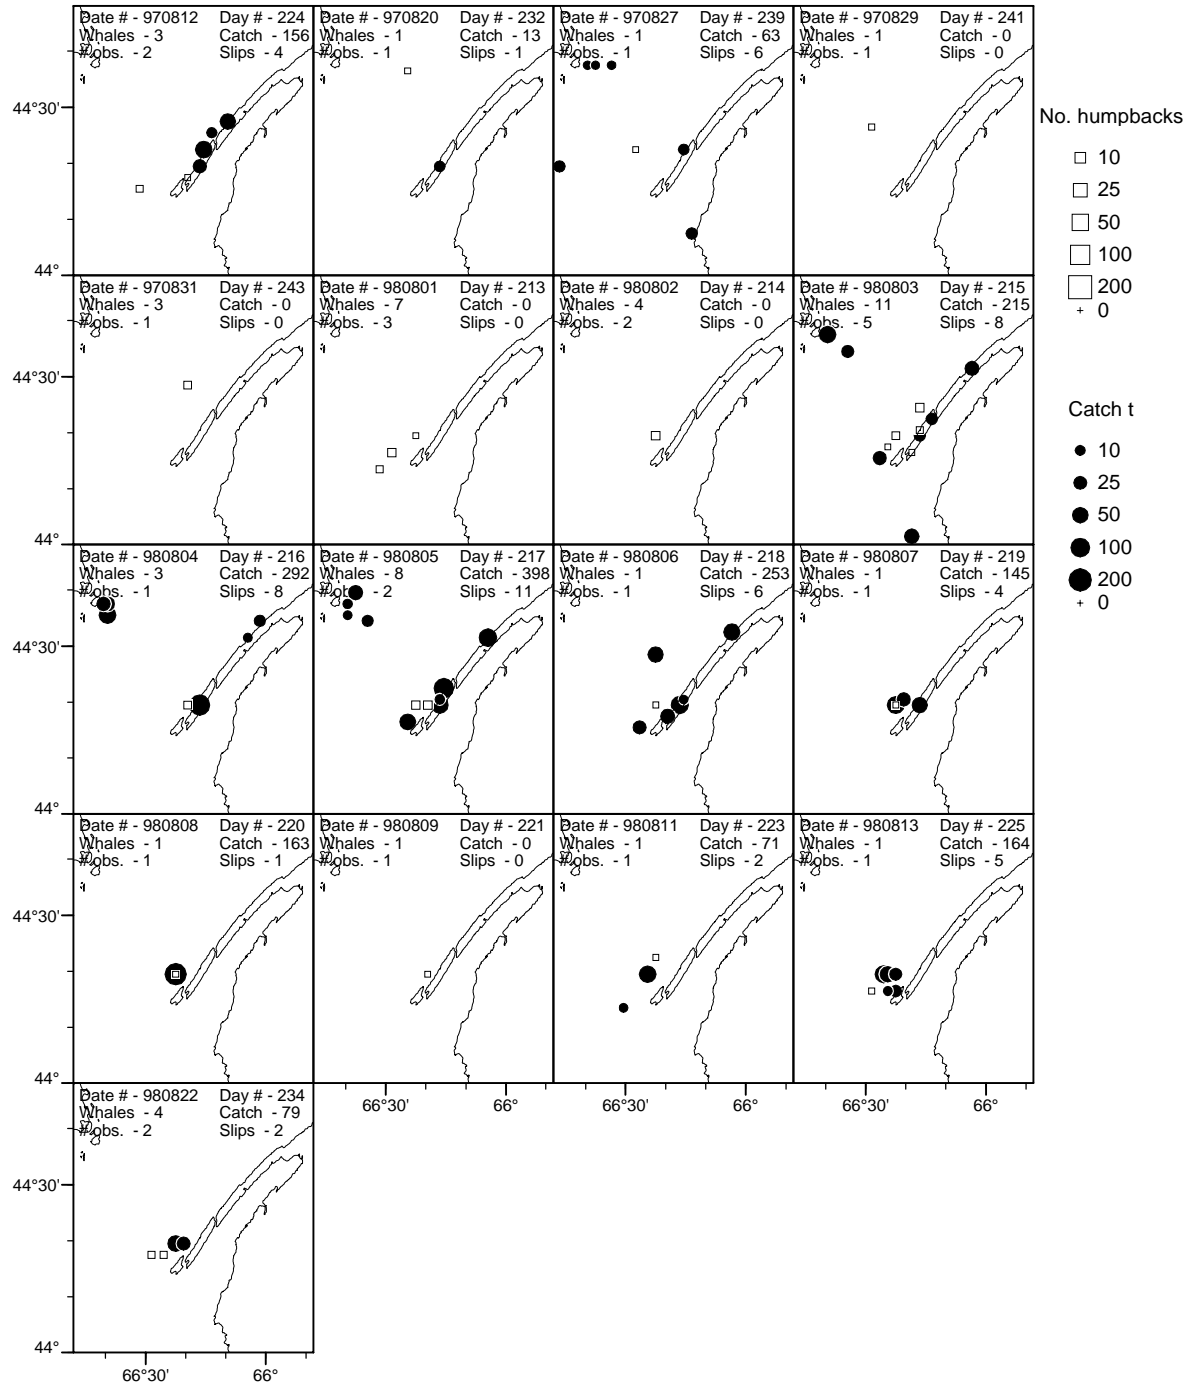 Date # - 970812 Day # - 224
Whales - 3 Catch - 156
# obs. - 2 Slips - 4
Date # - 970820 Day # - 232
Whales - 1 Catch - 13
# obs. - 1 Slips - 1
Date # - 970827 Day # - 239
Whales - 1 Catch - 63
# obs. - 1 Slips - 6
Date # - 970829 Day # - 241
Whales - 1 Catch - 0
# obs. - 1 Slips - 0
44°30'
44°
No. humpbacks
10
25
50
100
200
0
Date # - 970831 Day # - 243
Whales - 3 Catch - 0
# obs. - 1 Slips - 0
Date # - 980801 Day # - 213
Whales - 7 Catch - 0
# obs. - 3 Slips - 0
Date # - 980802 Day # - 214
Whales - 4 Catch - 0
# obs. - 2 Slips - 0
Date # - 980803 Day # - 215
Whales - 11 Catch - 215
# obs. - 5 Slips - 8
44°30'
44°
Catch t
10
25
50
100
200
0
Date # - 980804 Day # - 216
Whales - 3 Catch - 292
# obs. - 1 Slips - 8
Date # - 980805 Day # - 217
Whales - 8 Catch - 398
# obs. - 2 Slips - 11
Date # - 980806 Day # - 218
Whales - 1 Catch - 253
# obs. - 1 Slips - 6
Date # - 980807 Day # - 219
Whales - 1 Catch - 145
# obs. - 1 Slips - 4
44°30'
44°
Date # - 980808 Day # - 220
Whales - 1 Catch - 163
# obs. - 1 Slips - 1
Date # - 980809 Day # - 221
Whales - 1 Catch - 0
# obs. - 1 Slips - 0
Date # - 980811 Day # - 223
Whales - 1 Catch - 71
# obs. - 1 Slips - 2
Date # - 980813 Day # - 225
Whales - 1 Catch - 164
# obs. - 1 Slips - 5
44°30'
44°
66°30' 66°
66°30' 66°
66°30' 66°
Date # - 980822 Day # - 234
Whales - 4 Catch - 79
# obs. - 2 Slips - 2
44°30'
44°
66°30' 66°